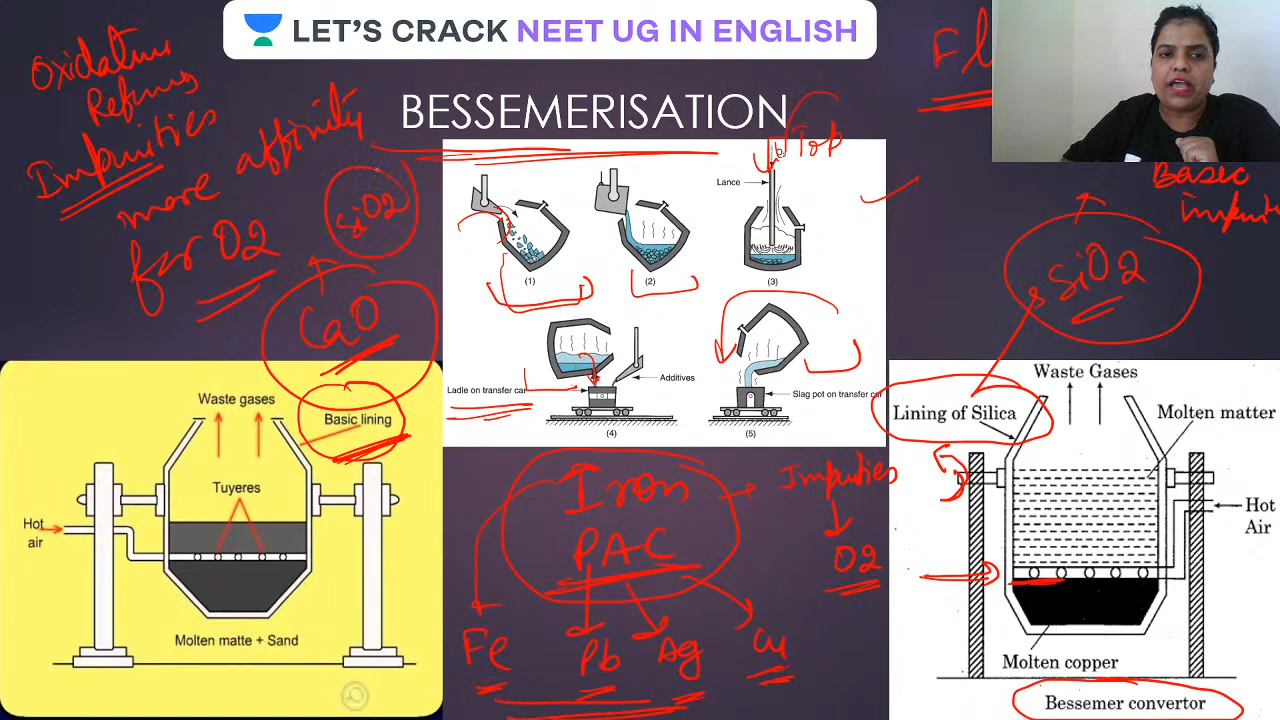 LET'S CRACK NEET UG IN ENGLISH
BESSEMERISATION
Oxidative
Refining
Impurities
more affinity
for O2
SiO2
CaO
Waste gases
Basic lining
Tuyeres
Hot
air
Molten matte + Sand
Top
Lance
(1)
(2)
(3)
Ladle on transfer car
Additives
Slag pot on transfer car
(4)
(5)
Iron
PAC
Impurities
O2
Fe
Pb
Ag
Cu
Fl
Basic
SiO2
Waste Gases
Lining of Silica
Molten matter
Hot
Air
Molten copper
Bessemer convertor